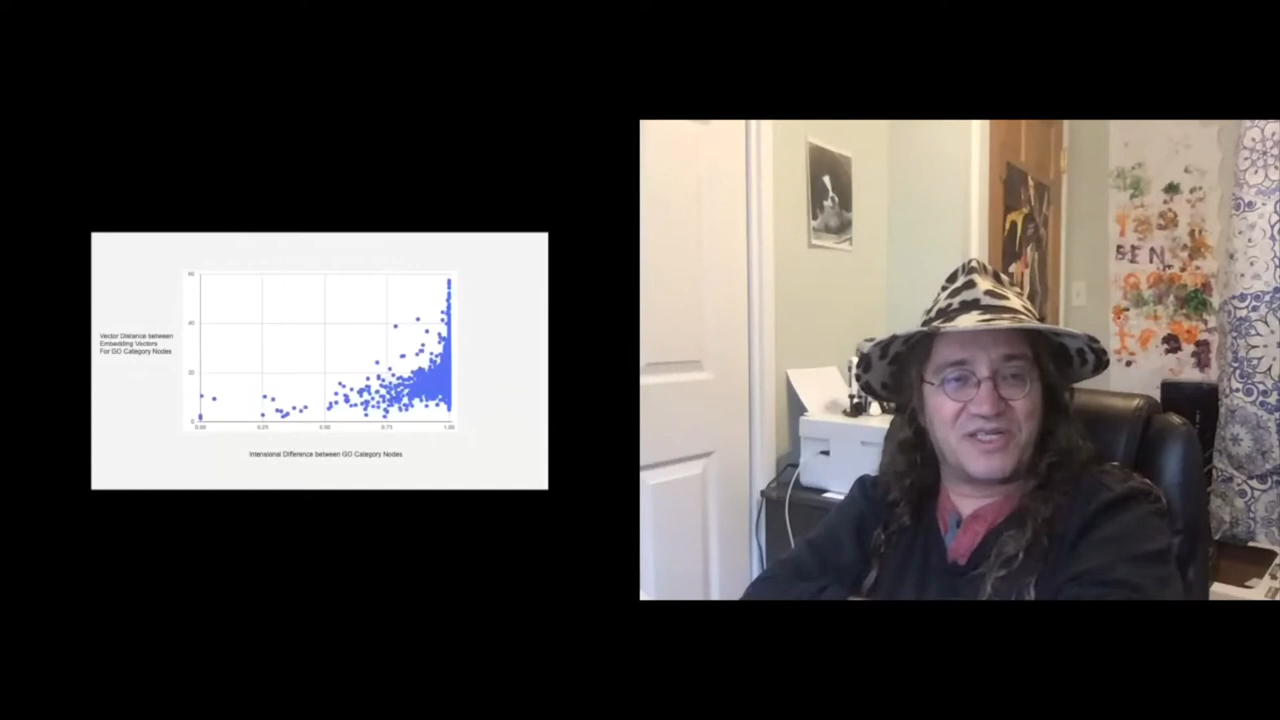 60
Vector Distance between
Embedding Vectors
For GO Category Nodes
40
20
0
0.00 0.25 0.50 0.75 1.00
Intensional Difference between GO Category Nodes
BEN